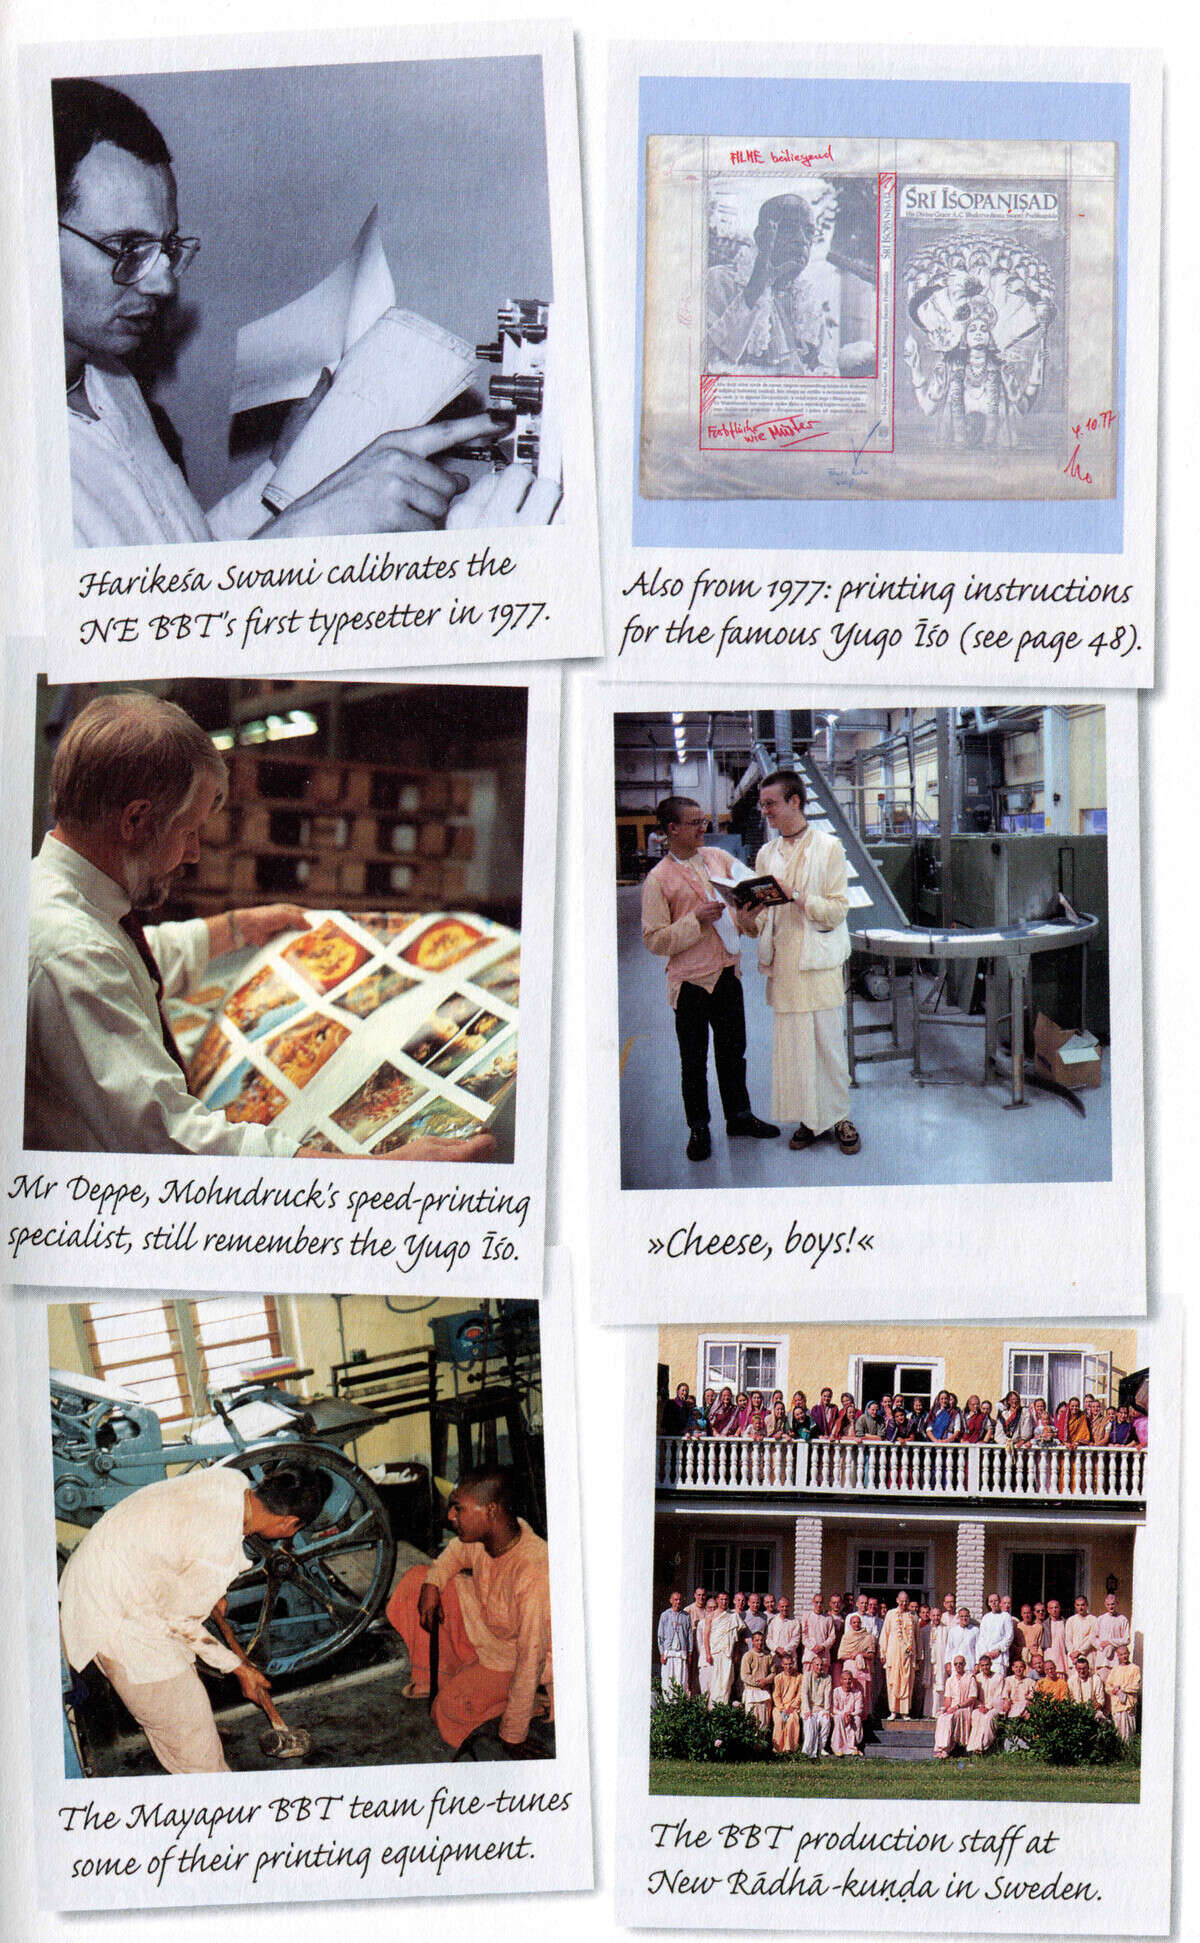 FILME beiliegend
ŚRĪ ĪŚOPANIṢAD
His Divine Grace A.C. Bhaktivedanta Swami Prabhupāda
ŚRĪ ĪŚOPANIṢAD
wie Muster
4.10.77
Harikeśa Swami calibrates the
NE BBT"s first typesetter in 1977.
Also from 1977: printing instructions
for the famous Yugo Īśo (see page 48).
Mr Deppe, Mohndruck's speed-printing
specialist, still remembers the Yugo Īśo.
»Cheese, boys!«
The Mayapur BBT team fine-tunes
some of their printing equipment.
The BBT production staff at
New Rādhā-kuṇḍa in Sweden.